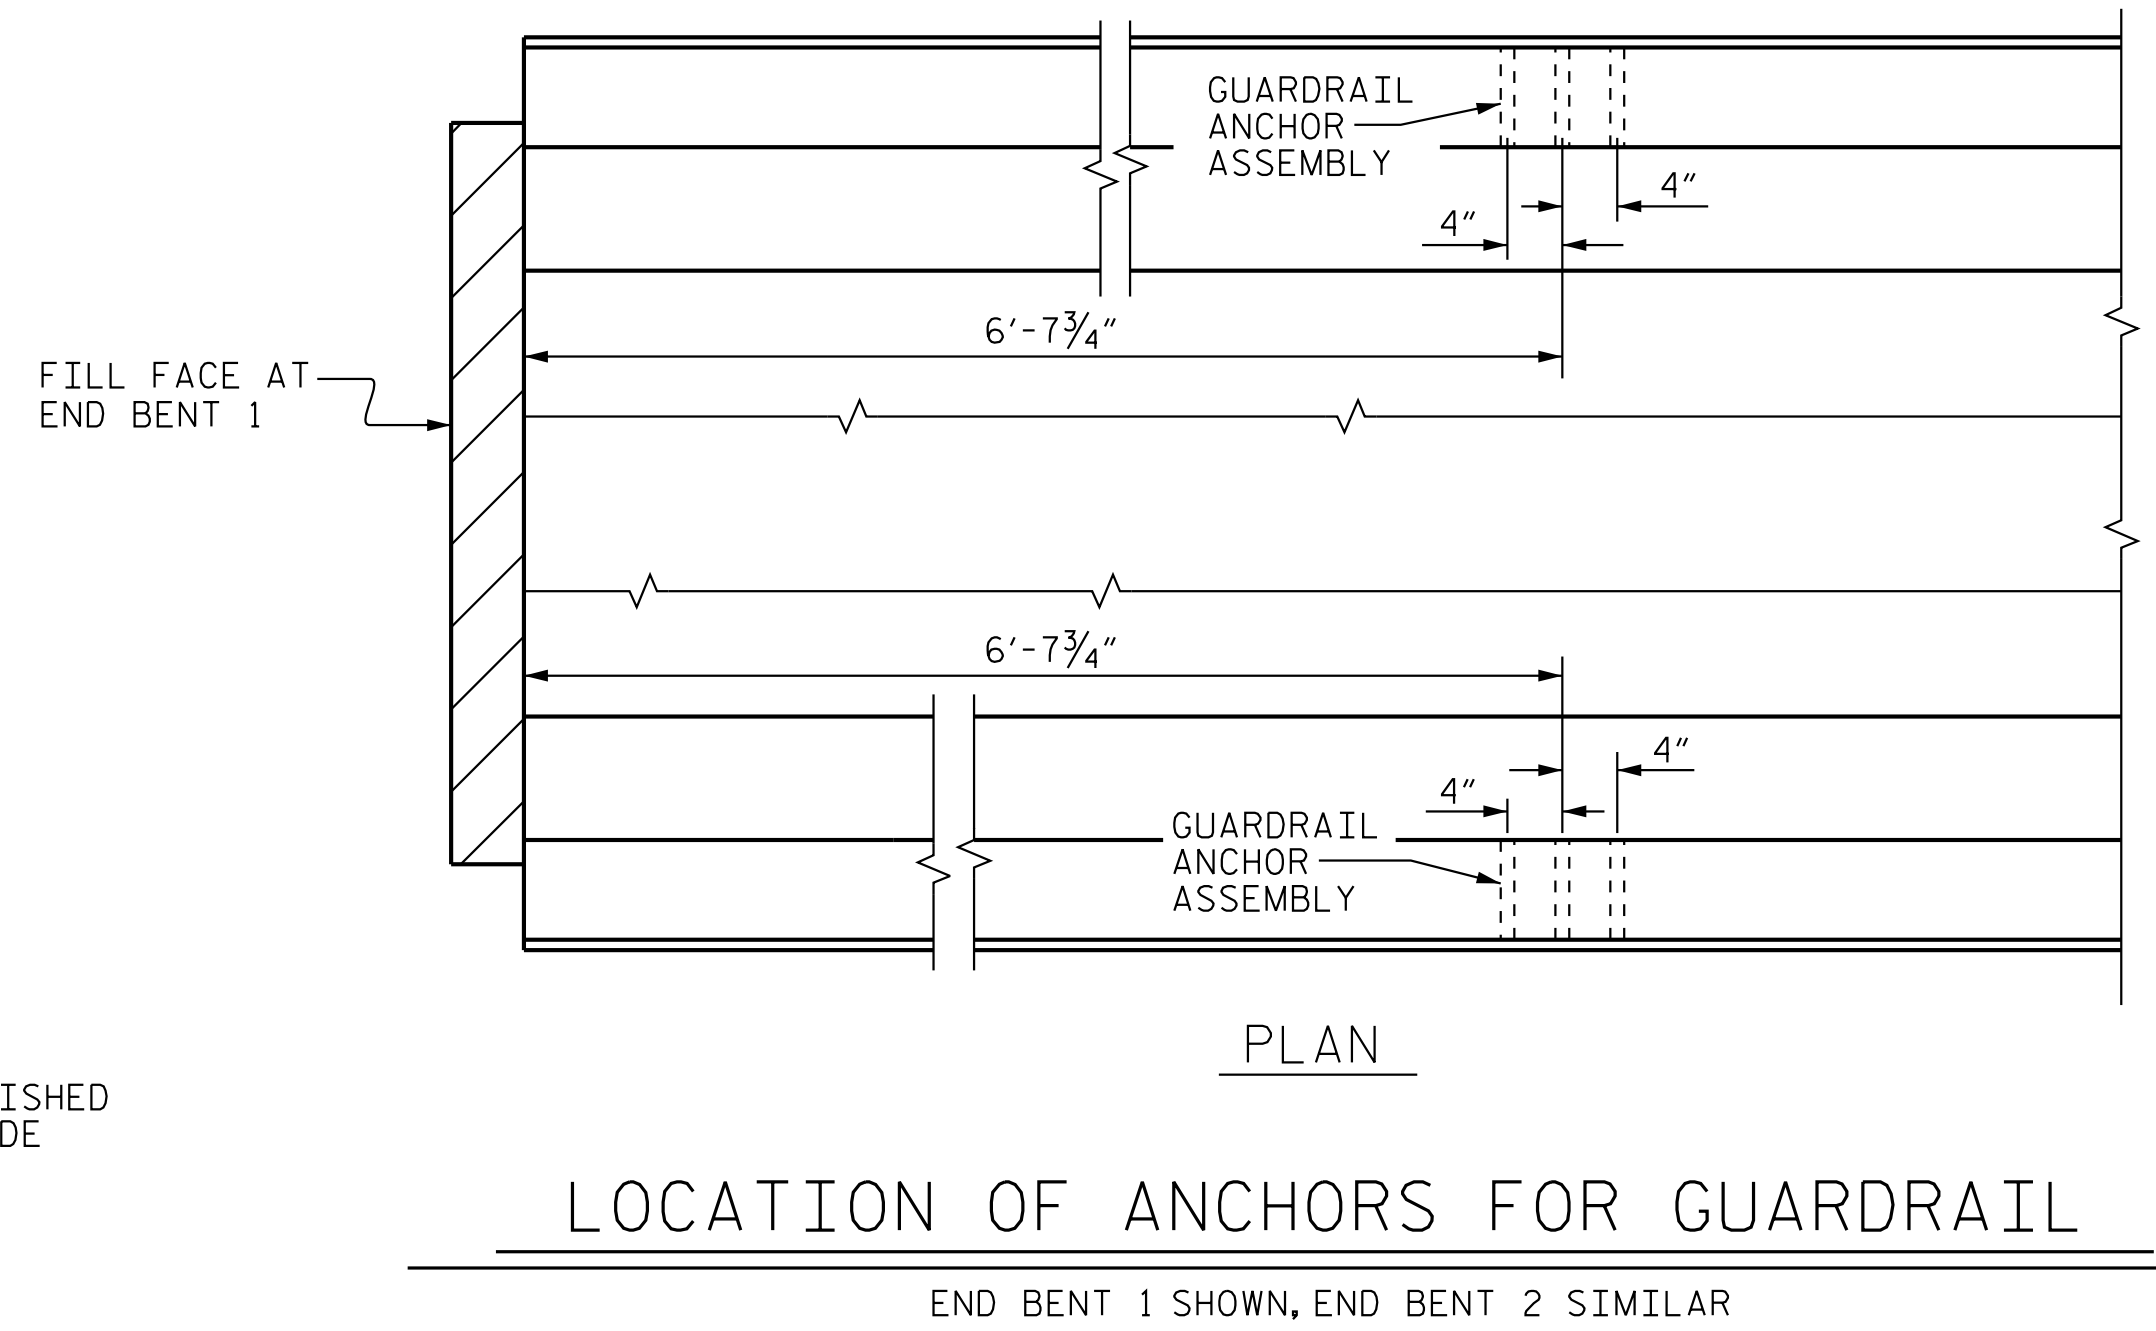 GUARDRAIL
ANCHOR
ASSEMBLY
4"
4"
6'-7¾"
FILL FACE AT
END BENT 1
6'-7¾"
4"
4"
GUARDRAIL
ANCHOR
ASSEMBLY
PLAN
ISHED
DE
LOCATION OF ANCHORS FOR GUARDRAIL
END BENT 1 SHOWN, END BENT 2 SIMILAR